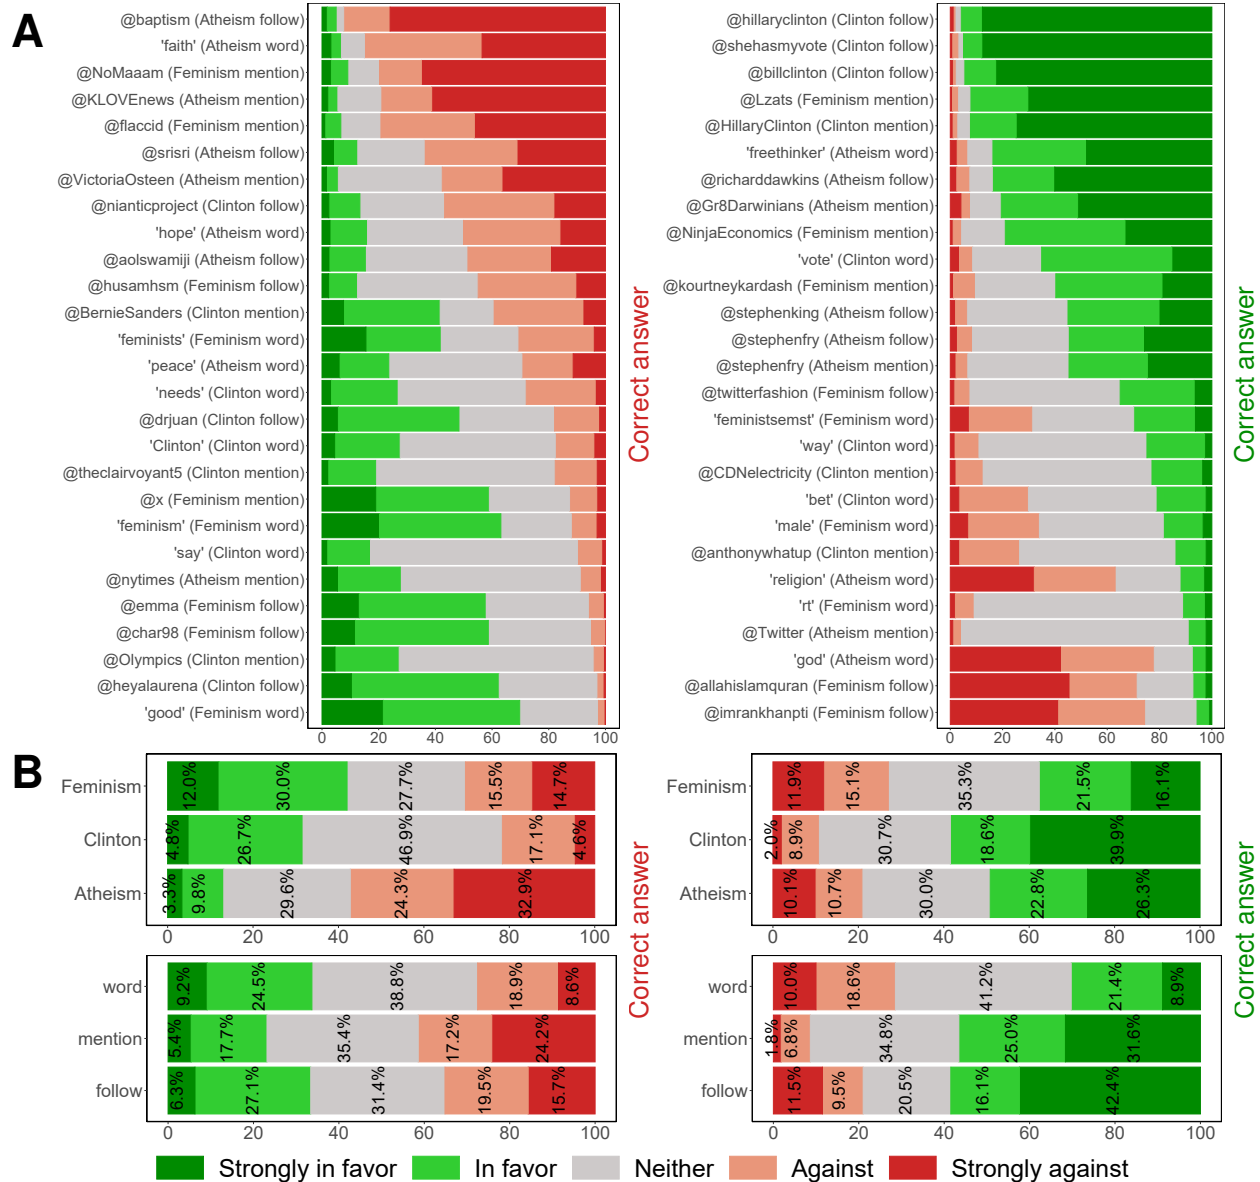 A
@baptism (Atheism follow)
'faith' (Atheism word)
@NoMaaam (Feminism mention)
@KLOVEnews (Atheism mention)
@flaccid (Feminism mention)
@srisri (Atheism follow)
@VictoriaOsteen (Atheism mention)
@nianticproject (Clinton follow)
'hope' (Atheism word)
@aolswamiji (Atheism follow)
@husamhsm (Feminism follow)
@BernieSanders (Clinton mention)
'feminists' (Feminism word)
'peace' (Atheism word)
'needs' (Clinton word)
@drjuan (Clinton follow)
'Clinton' (Clinton word)
@theclairvoyant5 (Clinton mention)
@x (Feminism mention)
'feminism' (Feminism word)
'say' (Clinton word)
@nytimes (Atheism mention)
@emma (Feminism follow)
@char98 (Feminism follow)
@Olympics (Clinton mention)
@heyalaurena (Clinton follow)
'good' (Feminism word)
0 20 40 60 80 100
Correct answer
@hillaryclinton (Clinton follow)
@shehasmyvote (Clinton follow)
@billclinton (Clinton follow)
@Lzats (Feminism mention)
@HillaryClinton (Clinton mention)
'freethinker' (Atheism word)
@richarddawkins (Atheism follow)
@Gr8Darwinians (Atheism mention)
@NinjaEconomics (Feminism mention)
'vote' (Clinton word)
@kourtneykardash (Feminism mention)
@stephenking (Atheism follow)
@stephenfry (Atheism follow)
@stephenfry (Atheism mention)
@twitterfashion (Feminism follow)
'feministsemst' (Feminism word)
'way' (Clinton word)
@CDNelectricity (Clinton mention)
'bet' (Clinton word)
'male' (Feminism word)
@anthonywhatup (Clinton mention)
'religion' (Atheism word)
'rt' (Feminism word)
@Twitter (Atheism mention)
'god' (Atheism word)
@allahislamquran (Feminism follow)
@imrankhanpti (Feminism follow)
0 20 40 60 80 100
Correct answer
B
Feminism 12.0% 30.0% 27.7% 15.5% 14.7%
Clinton 4.8% 26.7% 46.9% 17.1% 4.6%
Atheism 3.3% 9.8% 29.6% 24.3% 32.9%
0 20 40 60 80 100
word 9.2% 24.5% 38.8% 18.9% 8.6%
mention 5.4% 17.7% 35.4% 17.2% 24.2%
follow 6.3% 27.1% 31.4% 19.5% 15.7%
0 20 40 60 80 100
Correct answer
Feminism 11.9% 15.1% 35.3% 21.5% 16.1%
Clinton 2.0% 8.9% 30.7% 18.6% 39.9%
Atheism 10.1% 10.7% 30.0% 22.8% 26.3%
0 20 40 60 80 100
word 10.0% 18.6% 41.2% 21.4% 8.9%
mention 1.8% 6.8% 34.8% 25.0% 31.6%
follow 11.5% 9.5% 20.5% 16.1% 42.4%
0 20 40 60 80 100
Correct answer
Strongly in favor In favor Neither Against Strongly against